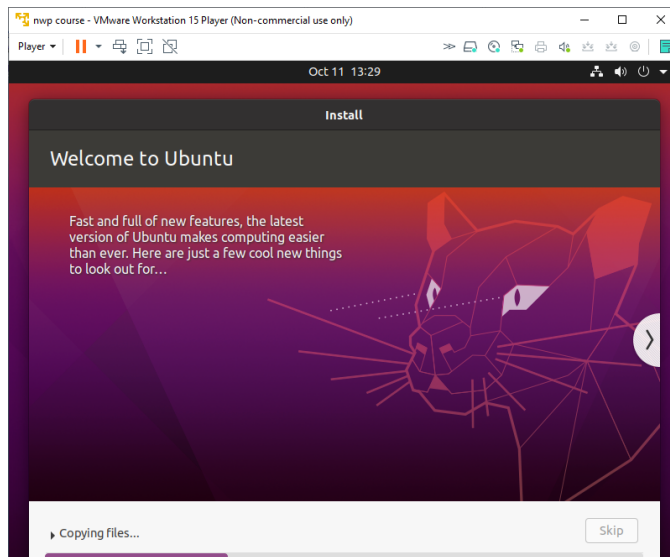 nwp course - VMware Workstation 15 Player (Non-commercial use only)
Player
Oct 11 13:29
Install
Welcome to Ubuntu
Fast and full of new features, the latest
version of Ubuntu makes computing easier
than ever. Here are just a few cool new things
to look out for…
Copying files...
Skip